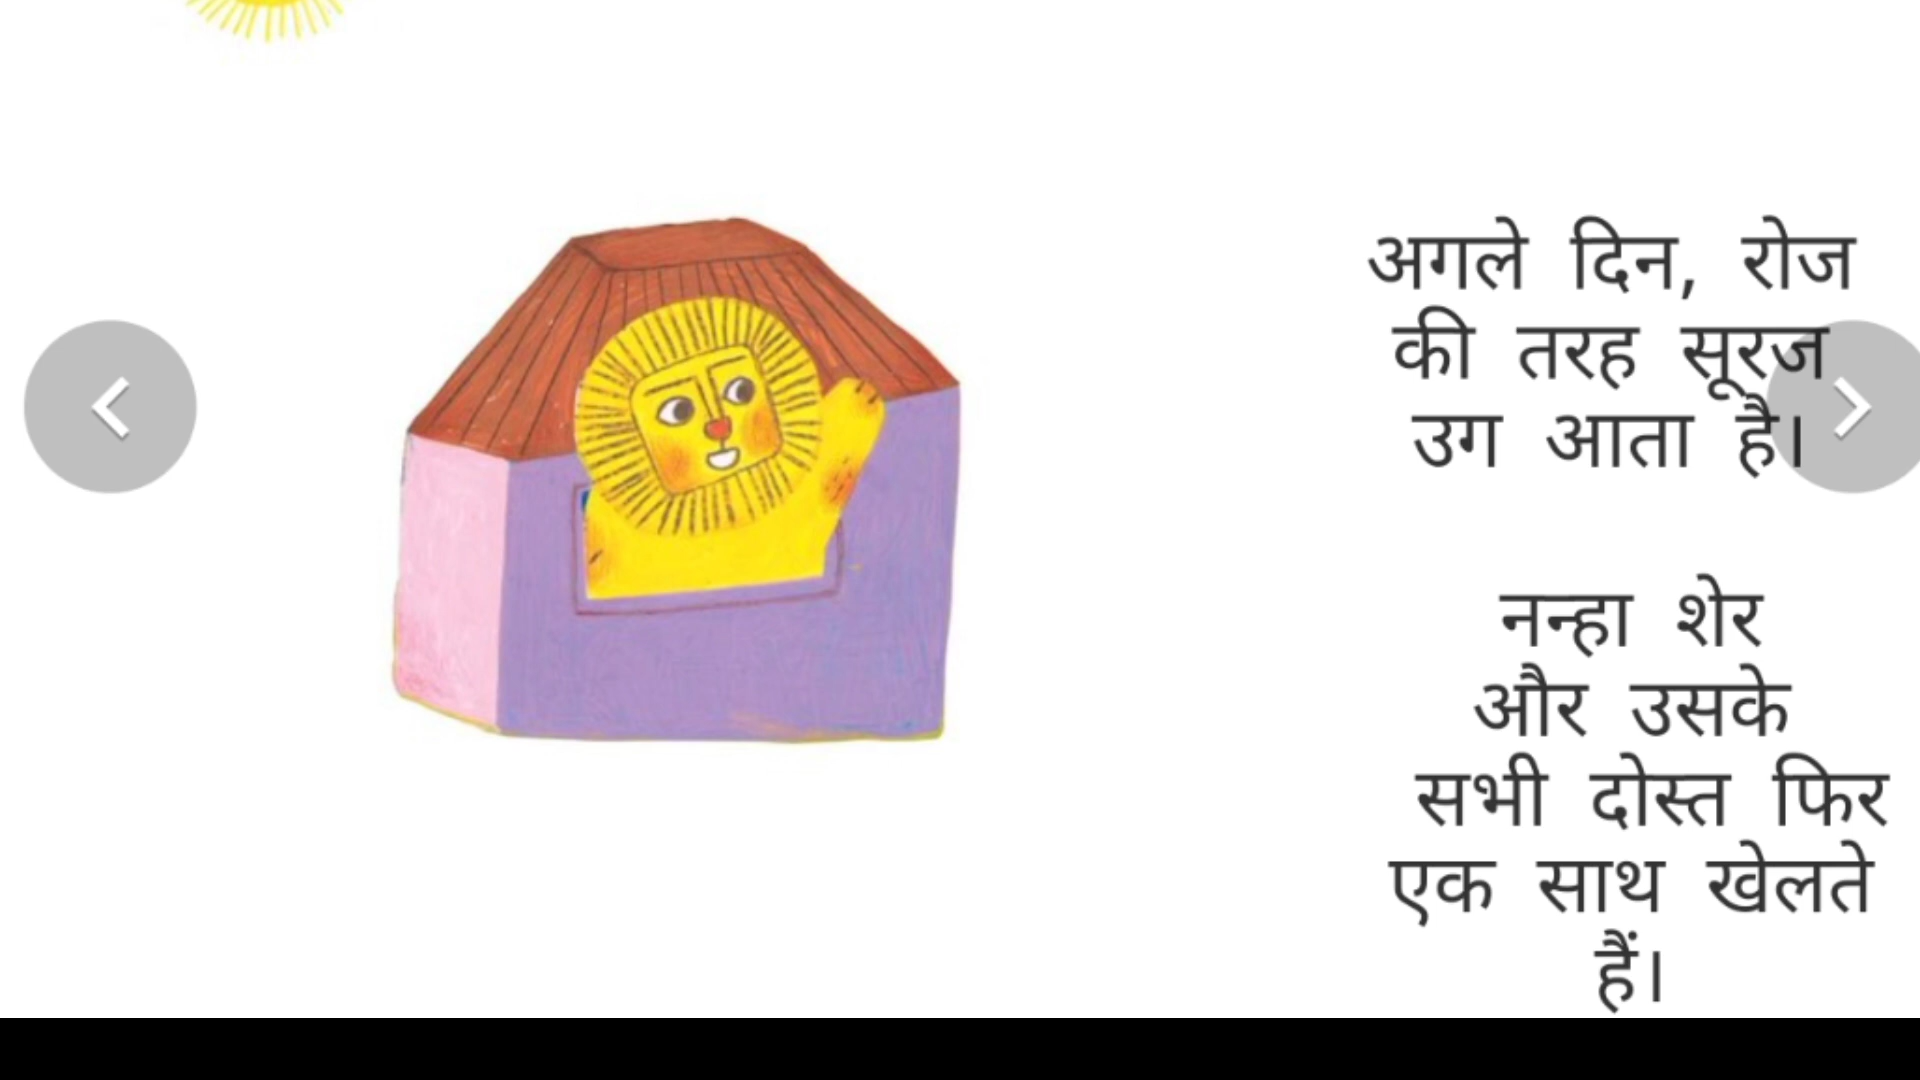 अगले दिन, रोज
की तरह सूरज
उग आता है।
नन्हा शेर
और उसके
सभी दोस्त फिर
एक साथ खेलते
हैं।